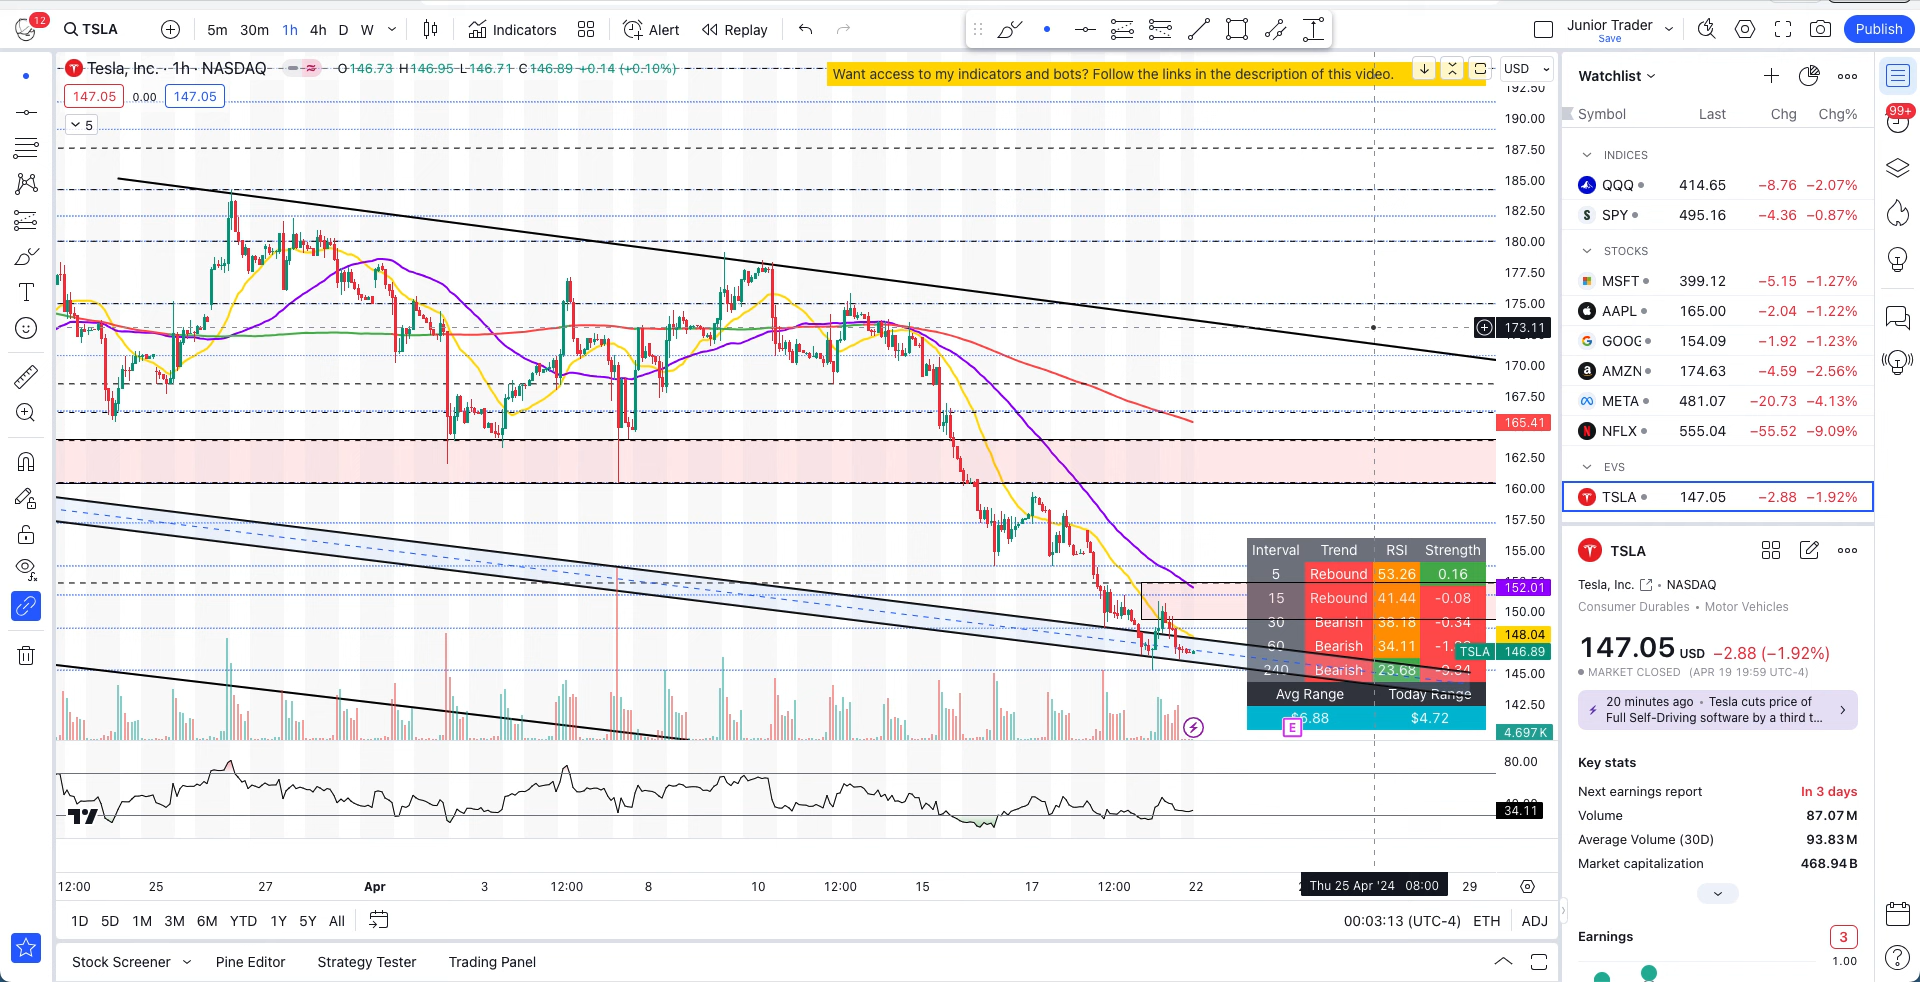 12
TSLA
5m 30m 1h 4h D W
Indicators
Alert
Replay
Junior Trader
Save
Publish
Tesla, Inc. · 1h · NASDAQ
O146.73 H146.95 L146.71 C146.89 +0.14 (+0.10%)
Want access to my indicators and bots? Follow the links in the description of this video.
USD
147.05 0.00 147.05
5
192.50
190.00
187.50
185.00
182.50
180.00
177.50
175.00
173.11
170.00
167.50
165.41
162.50
160.00
157.50
155.00
152.01
150.00
148.04
TSLA 146.89
145.00
142.50
4.697K
80.00
34.11
Interval Trend RSI Strength
5 Rebound 53.26 0.16
15 Rebound 41.44 -0.08
30 Bearish 38.18 -0.34
60 Bearish 34.11
240 Bearish 23.68 -9.34
Avg Range Today Range
$6.88 $4.72
E
12:00 25 27 Apr 3 12:00 8 10 12:00 15 17 12:00 22 Thu 25 Apr '24 08:00 29
1D 5D 1M 3M 6M YTD 1Y 5Y All
00:03:13 (UTC-4) ETH ADJ
Stock Screener Pine Editor Strategy Tester Trading Panel
Watchlist
Symbol Last Chg Chg%
INDICES
QQQ 414.65 −8.76 −2.07%
SPY 495.16 −4.36 −0.87%
STOCKS
MSFT 399.12 −5.15 −1.27%
AAPL 165.00 −2.04 −1.22%
GOOG 154.09 −1.92 −1.23%
AMZN 174.63 −4.59 −2.56%
META 481.07 −20.73 −4.13%
NFLX 555.04 −55.52 −9.09%
EVS
TSLA 147.05 −2.88 −1.92%
TSLA
Tesla, Inc. • NASDAQ
Consumer Durables • Motor Vehicles
147.05 USD −2.88 (−1.92%)
MARKET CLOSED (APR 19 19:59 UTC-4)
20 minutes ago • Tesla cuts price of
Full Self-Driving software by a third t...
Key stats
Next earnings report In 3 days
Volume 87.07M
Average Volume (30D) 93.83M
Market capitalization 468.94B
Earnings 3
1.00
99+